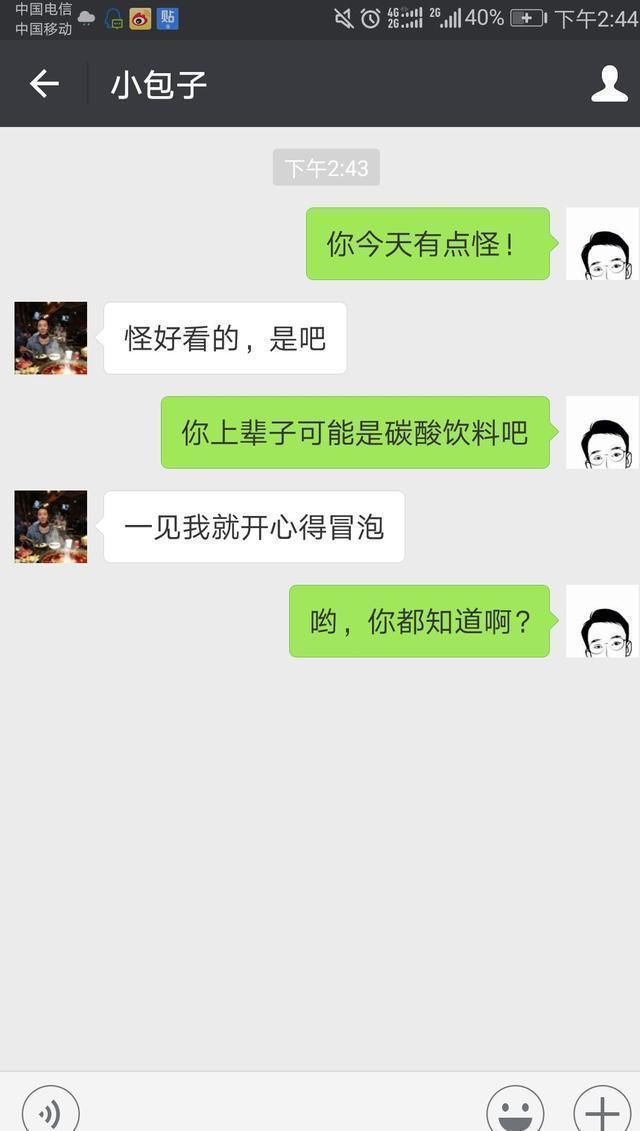 中国电信
中国移动
贴
4G
2G
2G
40%
下午2:44
小包子
下午2:43
你今天有点怪！
怪好看的，是吧
你上辈子可能是碳酸饮料吧
一见我就开心得冒泡
哟，你都知道啊？